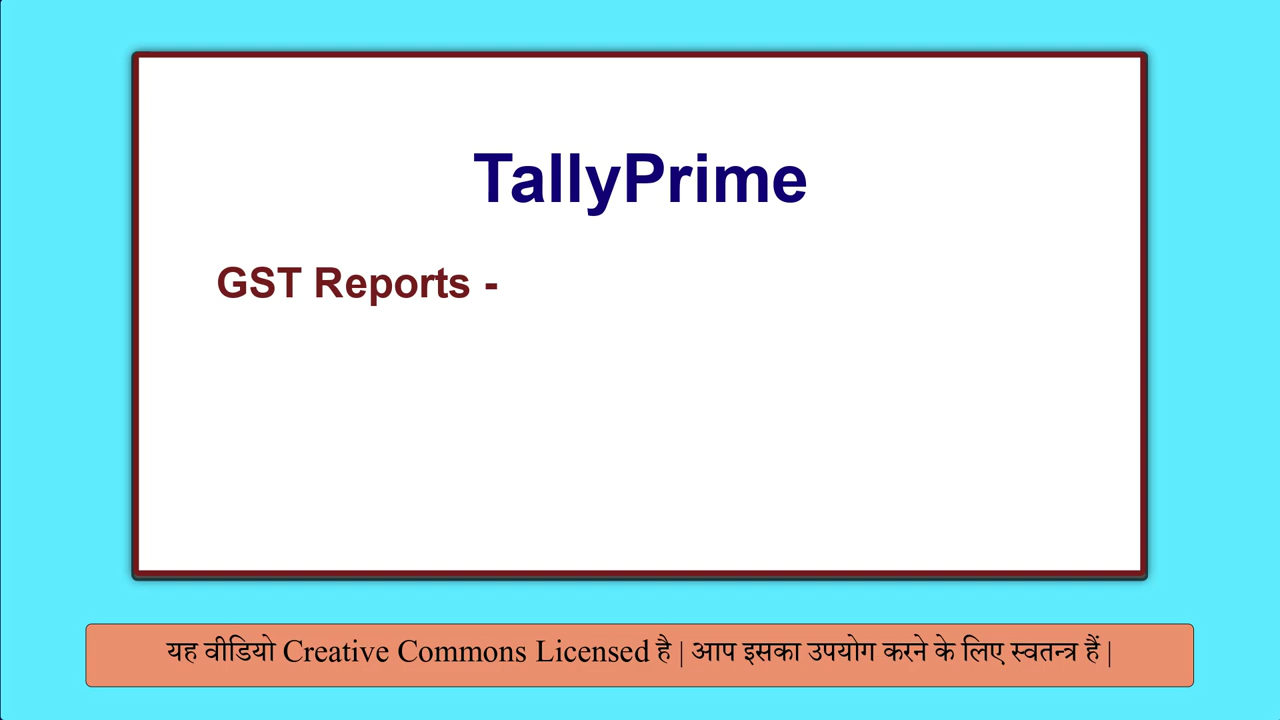 TallyPrime
GST Reports -
यह वीडियो Creative Commons Licensed है | आप इसका उपयोग करने के लिए स्वतन्त्र हैं |